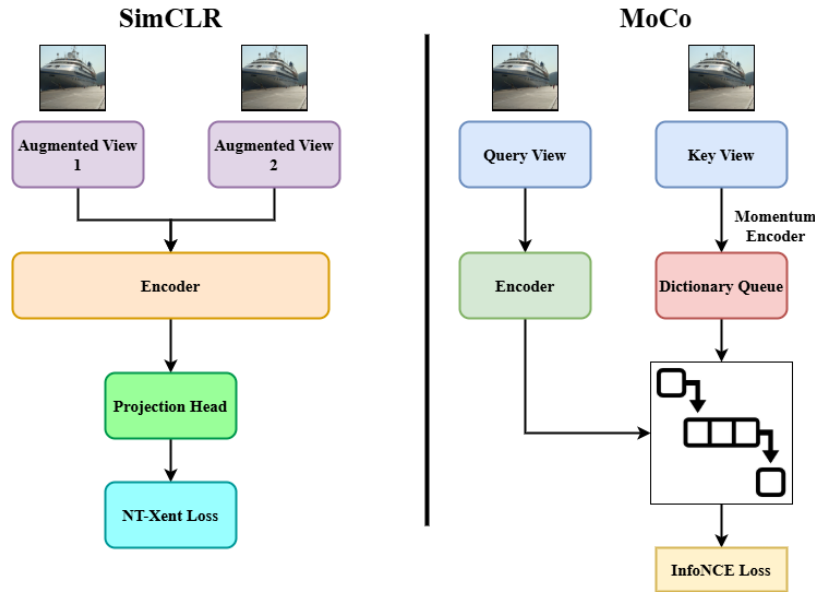 SimCLR
Augmented View
1
Augmented View
2
Encoder
Projection Head
NT-Xent Loss
MoCo
Query View
Key View
Momentum
Encoder
Encoder
Dictionary Queue
InfoNCE Loss